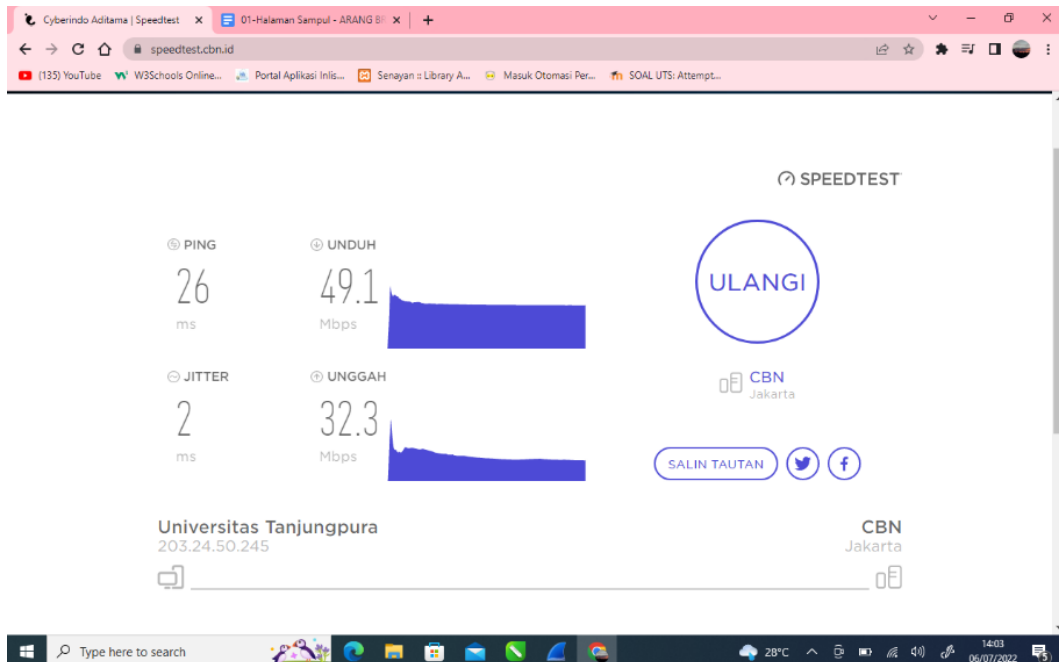 Cyberindo Aditama | Speedtest
01-Halaman Sampul - ARANG B
speedtest.cbn.id
(135) YouTube
W3Schools Online...
Portal Aplikasi Inlis...
Senayan :: Library A...
Masuk Otomasi Per...
SOAL UTS: Attempt...
SPEEDTEST
PING
26
ms
UNDUH
49.1
Mbps
ULANGI
JITTER
2
ms
UNGGAH
32.3
Mbps
CBN
Jakarta
SALIN TAUTAN
Universitas Tanjungpura
203.24.50.245
CBN
Jakarta
Type here to search
28°C
14:03
06/07/2022
5